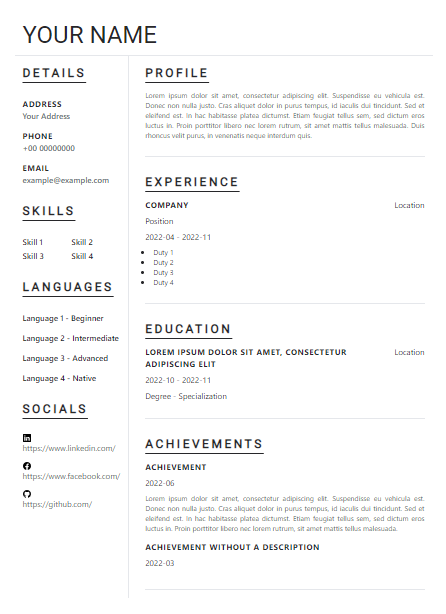 YOUR NAME
DETAILS
ADDRESS
Your Address
PHONE
+00 00000000
EMAIL
example@example.com
SKILLS
Skill 1 Skill 2
Skill 3 Skill 4
LANGUAGES
Language 1 - Beginner
Language 2 - Intermediate
Language 3 - Advanced
Language 4 - Native
SOCIALS
https://www.linkedin.com/
https://www.facebook.com/
https://github.com/
PROFILE
Lorem ipsum dolor sit amet, consectetur adipiscing elit. Suspendisse eu vehicula est.
Donec non nulla justo. Cras aliquet dolor in purus tempus, id iaculis dui tincidunt. Sed et
eleifend est. In hac habitasse platea dictumst. Etiam feugiat tellus sem, sed dictum eros
luctus in. Proin porttitor libero nec lorem rutrum, sit amet mattis tellus malesuada. Duis
rhoncus velit purus, in venenatis neque interdum quis.
EXPERIENCE
COMPANY Location
Position
2022-04 - 2022-11
Duty 1
Duty 2
Duty 3
Duty 4
EDUCATION
LOREM IPSUM DOLOR SIT AMET, CONSECTETUR Location
ADIPISCING ELIT
2022-10 - 2022-11
Degree - Specialization
ACHIEVEMENTS
ACHIEVEMENT
2022-06
Lorem ipsum dolor sit amet, consectetur adipiscing elit. Suspendisse eu vehicula est.
Donec non nulla justo. Cras aliquet dolor in purus tempus, id iaculis dui tincidunt. Sed et
eleifend est. In hac habitasse platea dictumst. Etiam feugiat tellus sem, sed dictum eros
luctus in. Proin porttitor libero nec lorem rutrum, sit amet mattis tellus malesuada.
ACHIEVEMENT WITHOUT A DESCRIPTION
2022-03